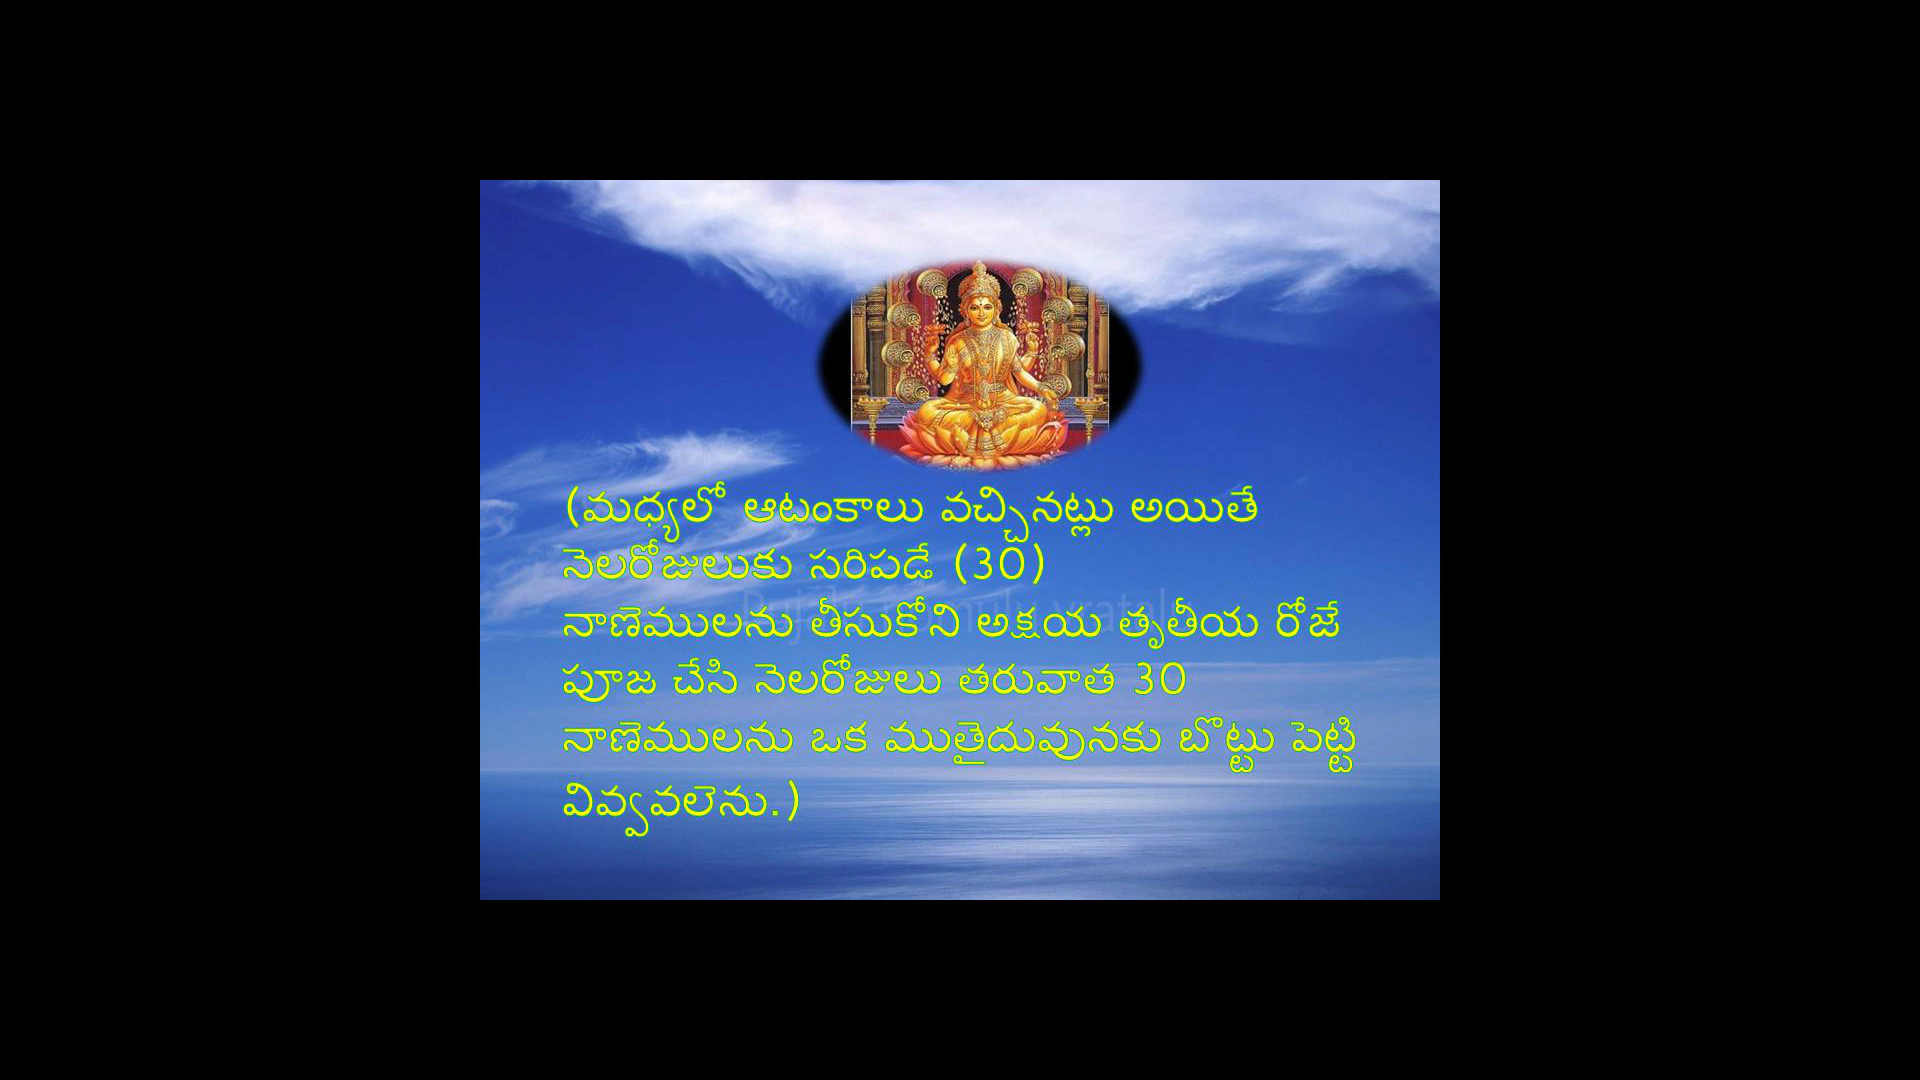 (మధ్యలో ఆటంకాలు వచ్చినట్లు అయితే
నెలరోజులుకు సరిపడే (30)
నాణెములను తీసుకోని అక్షయ తృతీయ రోజే
పూజ చేసి నెలరోజులు తరువాత 30
నాణెములను ఒక ముత్తైదువునకు బొట్టు పెట్టి
వివ్వవలెను.)